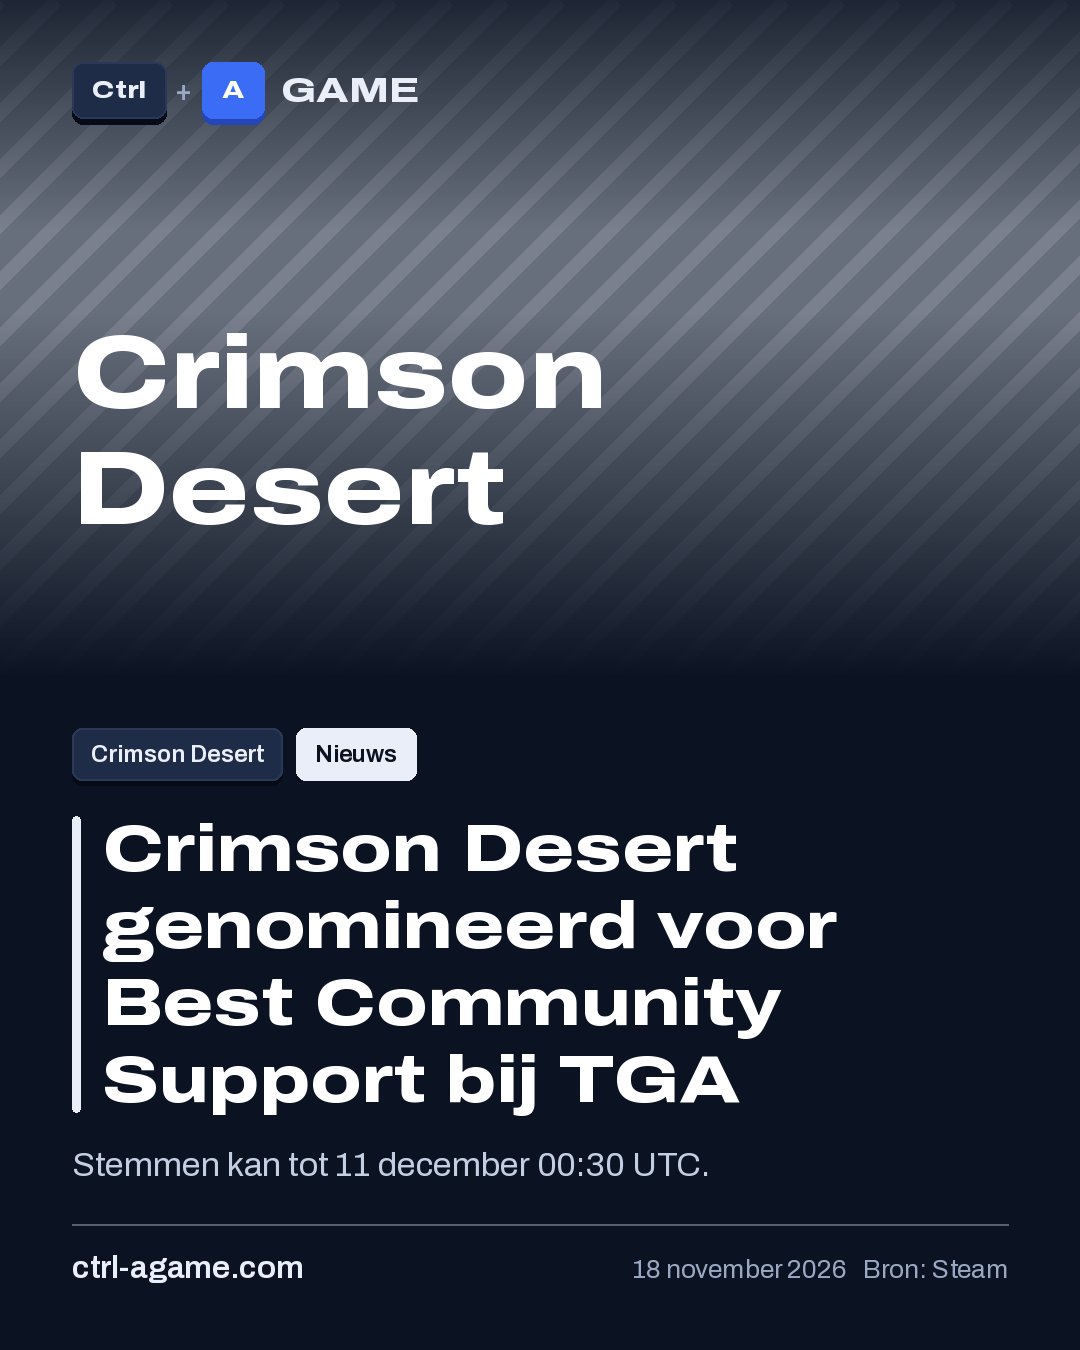 Ctrl + A GAME
Crimson
Desert
Crimson Desert Nieuws
Crimson Desert
genomineerd voor
Best Community
Support bij TGA
Stemmen kan tot 11 december 00:30 UTC.
ctrl-agame.com 18 november 2026 Bron: Steam